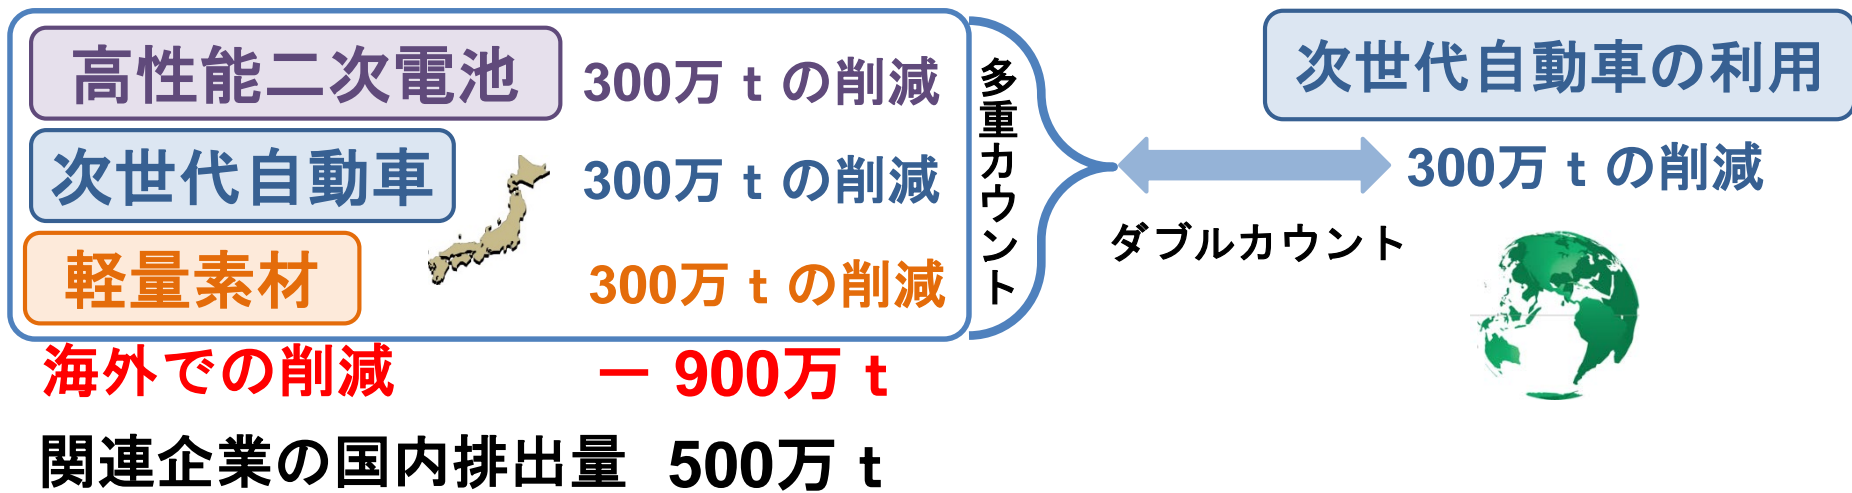 高性能二次電池 300万ｔの削減
次世代自動車 300万ｔの削減
軽量素材 300万ｔの削減
多重カウント
海外での削減 － 900万ｔ
関連企業の国内排出量 500万ｔ
ダブルカウント
次世代自動車の利用
300万ｔの削減